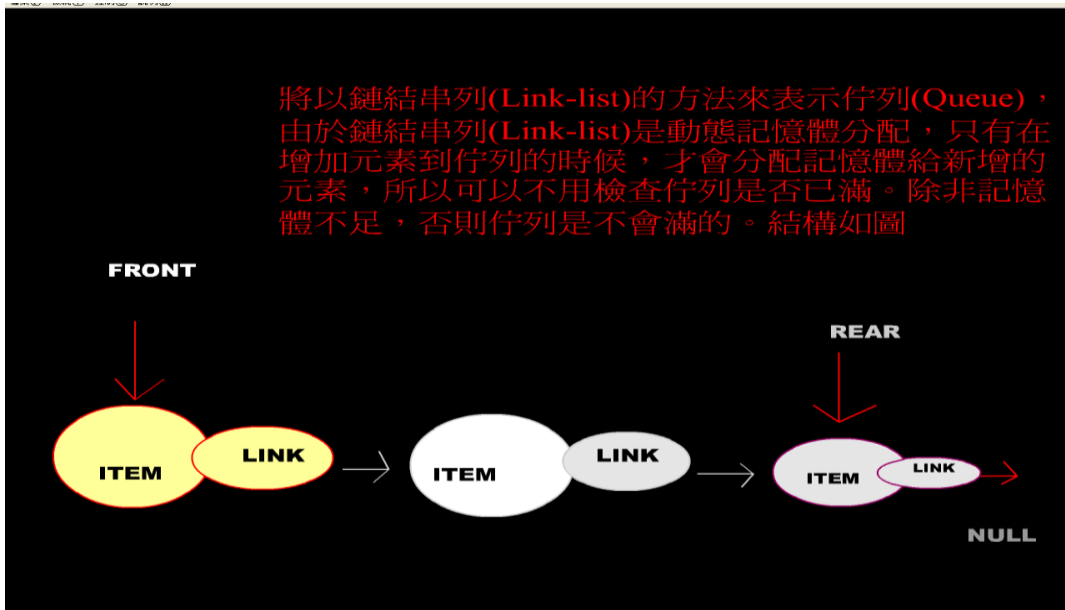 將以鏈結串列(Link-list)的方法來表示佇列(Queue)，
由於鏈結串列(Link-list)是動態記憶體分配，只有在
增加元素到佇列的時候，才會分配記憶體給新增的
元素，所以可以不用檢查佇列是否已滿。除非記憶
體不足，否則佇列是不會滿的。結構如圖
FRONT
REAR
ITEM
LINK
ITEM
LINK
ITEM
LINK
NULL